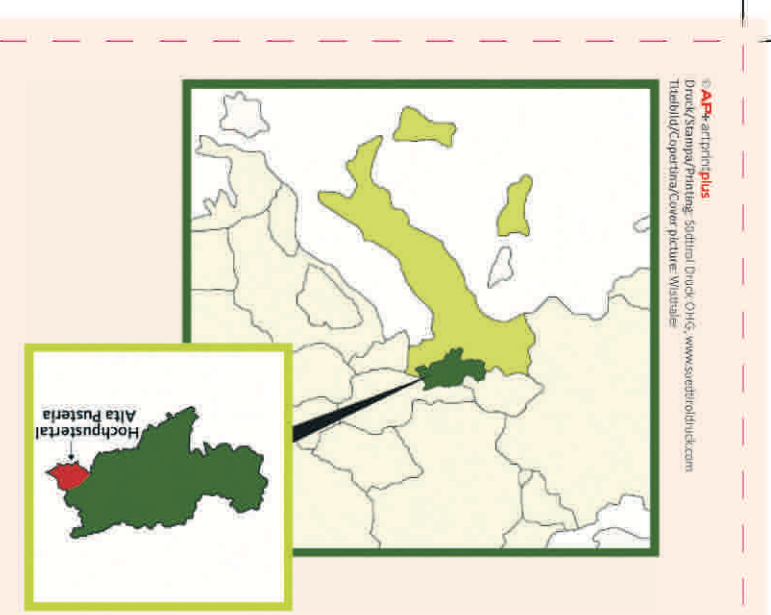 © AP+ artprintplus
Druck/Stampa/Printing: Südtirol Druck OHG, www.suedtiroldruck.com
Titelbild/Copertina/Cover picture: Wisthaler
Hochpustertal
Alta Pusteria